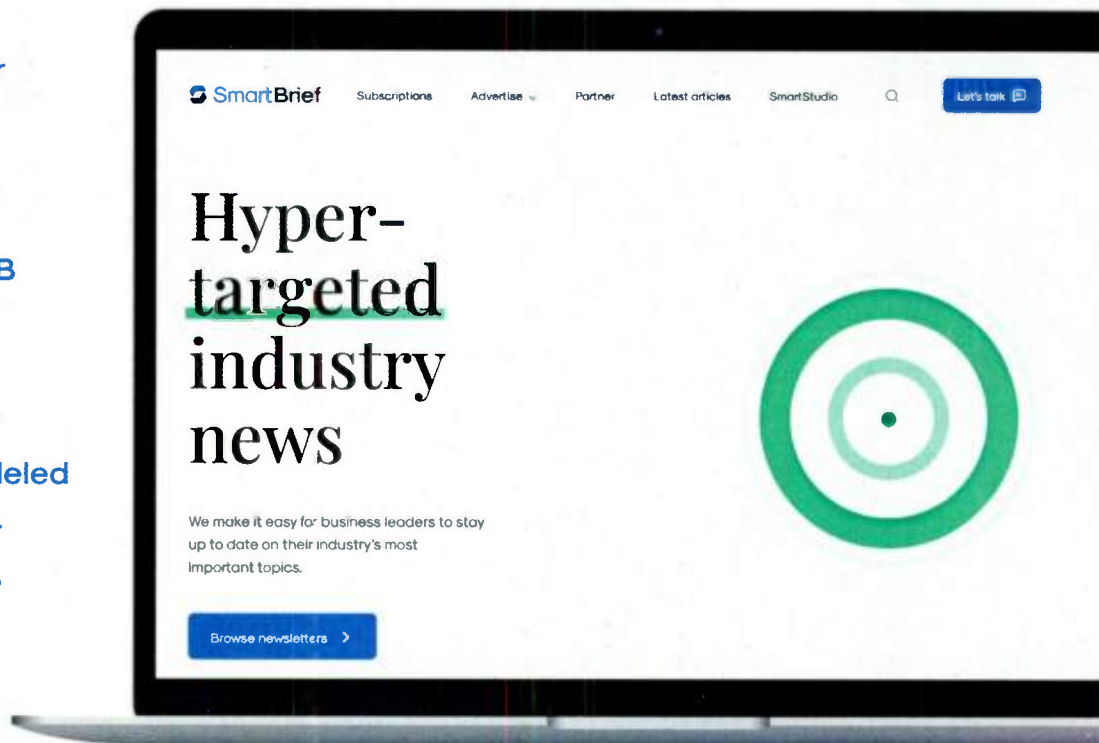 SmartBrief Subscriptions Advertise Partner Latest articles SmartStudio Let's talk
Hyper-
targeted
industry
news
We make it easy for business leaders to stay
up to date on their industry's most
important topics.
Browse newsletters
B